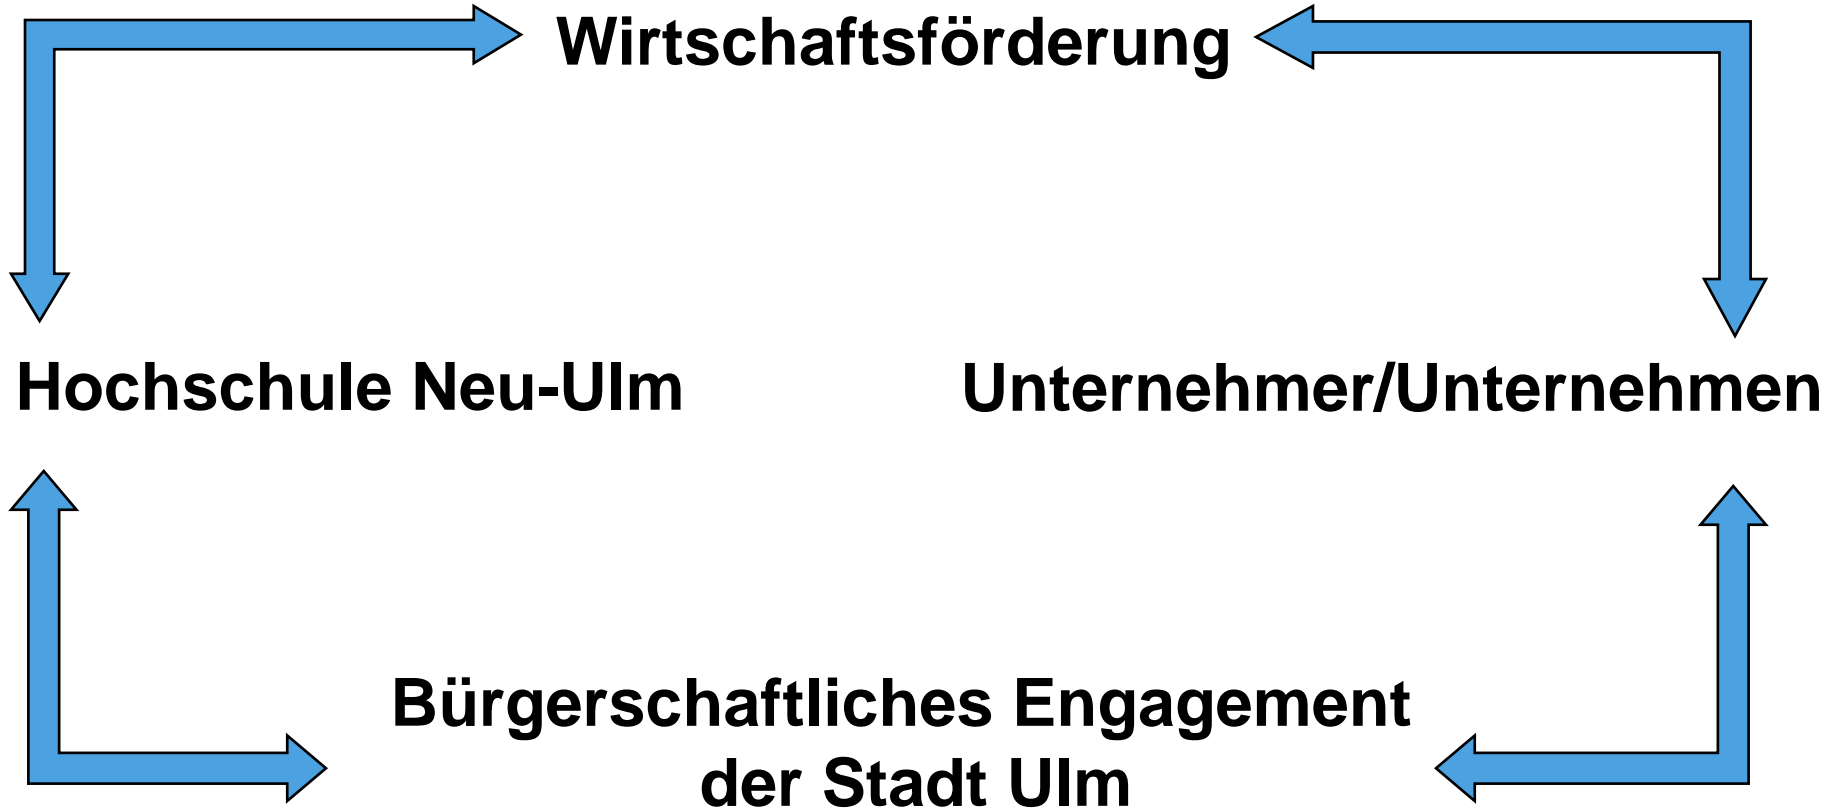 Wirtschaftsförderung
Hochschule Neu-Ulm
Unternehmer/Unternehmen
Bürgerschaftliches Engagement
der Stadt Ulm